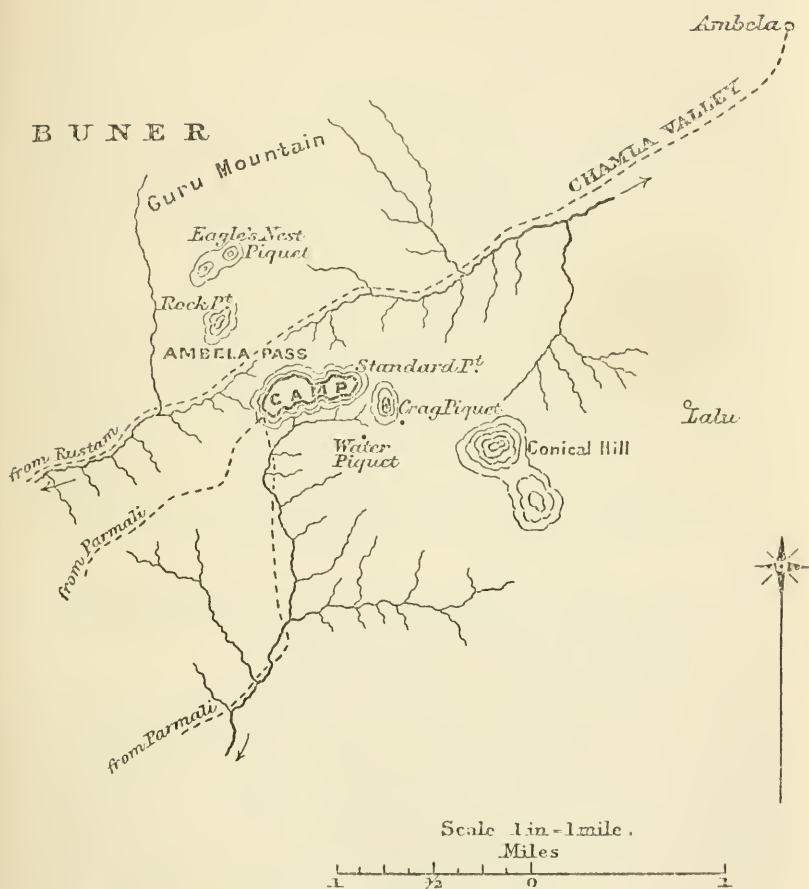 Ambela
BUNER
CHAMLA VALLEY
Guru Mountain
Eagle's Nest
Piquet
Rock Pt.
AMBELA PASS
Standard Pt.
CAMP
Crag Piquet
Lalu
Water
Piquet
Conical Hill
from Rustam
from Parmali
from Parmali
Scale 1 in = 1 mile.
Miles
1 ½ 0 1